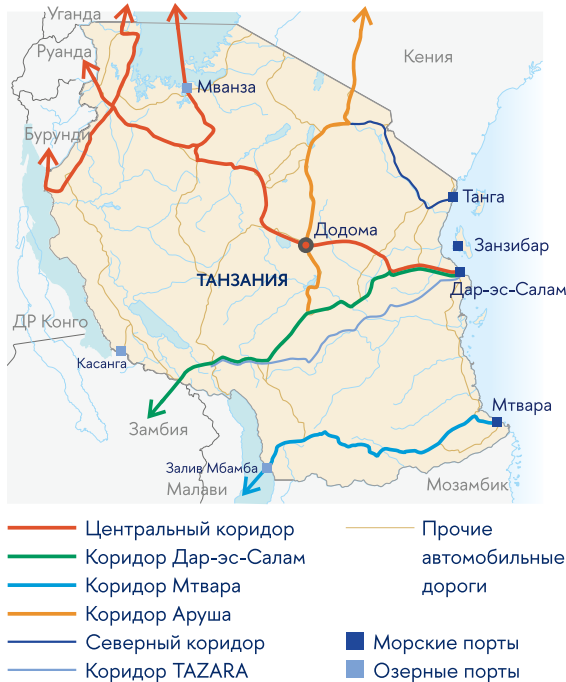 Уганда
Руанда
Кения
Мванза
Бурунди
Танга
Додома
Занзибар
ТАНЗАНИЯ
Дар-эс-Салам
ДР Конго
Касанга
Мтвара
Замбия
Залив Мбамба
Малави
Мозамбик
Центральный коридор
Коридор Дар-эс-Салам
Коридор Мтвара
Коридор Аруша
Северный коридор
Коридор TAZARA
Прочие
автомобильные
дороги
Морские порты
Озерные порты